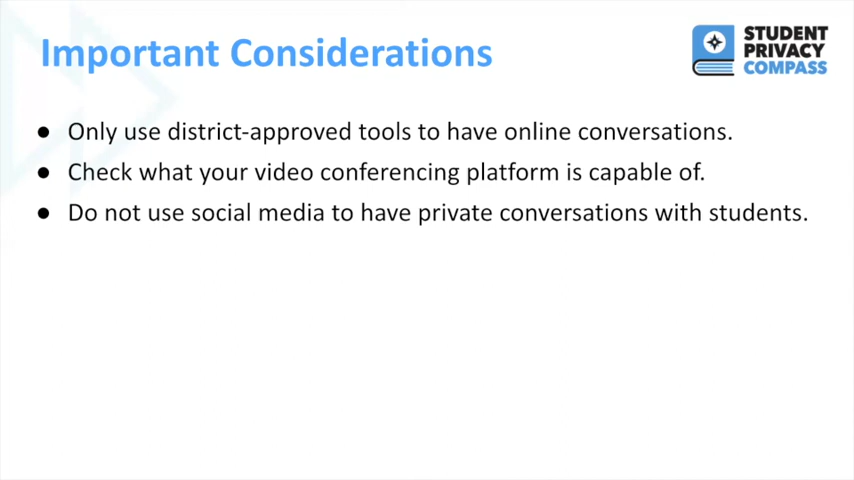 Important Considerations
STUDENT
PRIVACY
COMPASS
● Only use district-approved tools to have online conversations.
● Check what your video conferencing platform is capable of.
● Do not use social media to have private conversations with students.